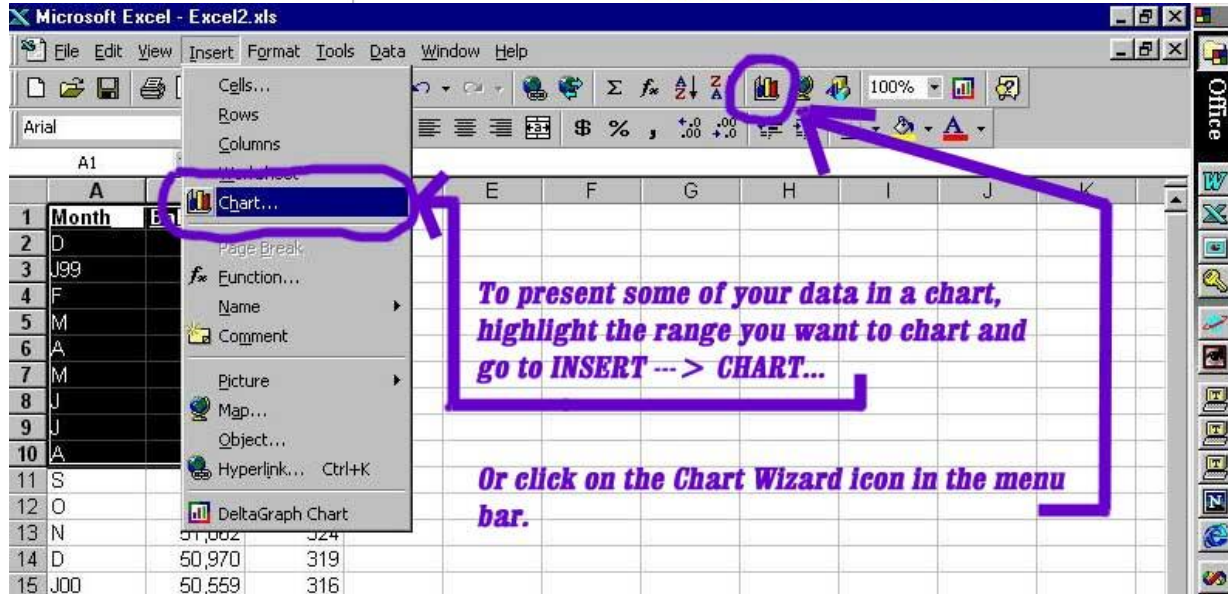 Microsoft Excel - Excel2.xls
File Edit View Insert Format Tools Data Window Help
100%
Arial
$ % ,
A1
Cells...
Rows
Columns
Worksheet
Chart...
Page Break
Function...
Name
Comment
Picture
Map...
Object...
Hyperlink... Ctrl+K
DeltaGraph Chart
A E F G H I J K
1 Month
2 D
3 J99
4 F
5 M
6 A
7 M
8 J
9 J
10 A
11 S
12 O
13 N 51,062 324
14 D 50,970 319
15 J00 50,559 316
To present some of your data in a chart,
highlight the range you want to chart and
go to INSERT ---> CHART...
Or click on the Chart Wizard icon in the menu
bar.
Office